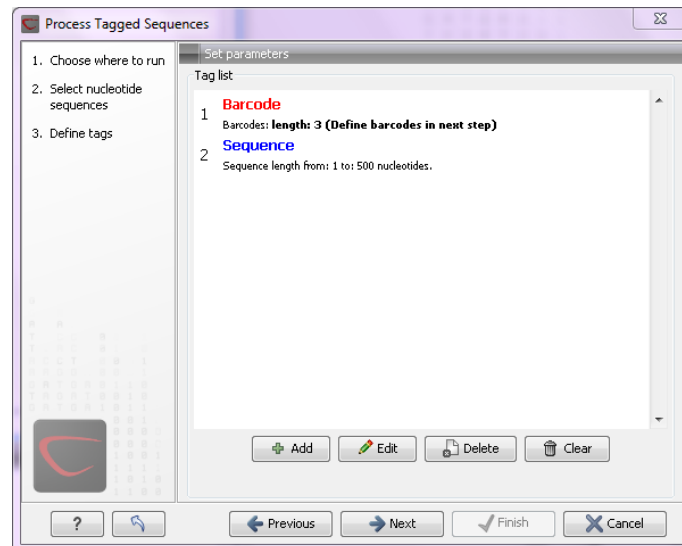 Process Tagged Sequences
1. Choose where to run
2. Select nucleotide
sequences
3. Define tags
Set parameters
Tag list
1 Barcode
Barcodes: length: 3 (Define barcodes in next step)
2 Sequence
Sequence length from: 1 to: 500 nucleotides.
Add Edit Delete Clear
? Previous Next Finish Cancel